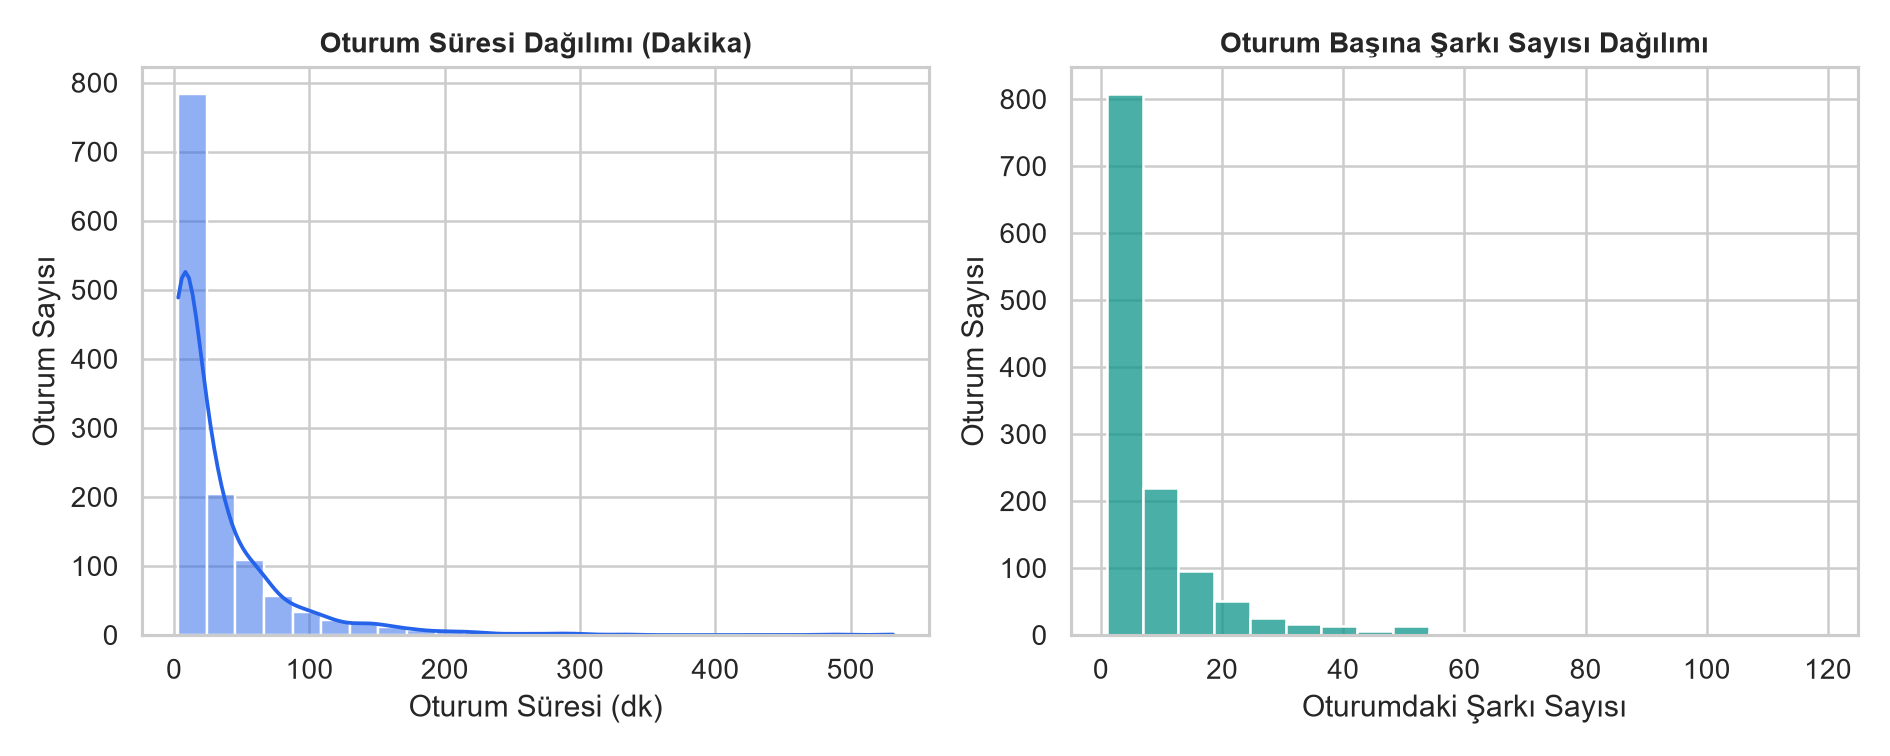 Oturum Süresi Dağılımı (Dakika)
Oturum Sayısı
800
700
600
500
400
300
200
100
0
0 100 200 300 400 500
Oturum Süresi (dk)
Oturum Başına Şarkı Sayısı Dağılımı
Oturum Sayısı
800
700
600
500
400
300
200
100
0
0 20 40 60 80 100 120
Oturumdaki Şarkı Sayısı